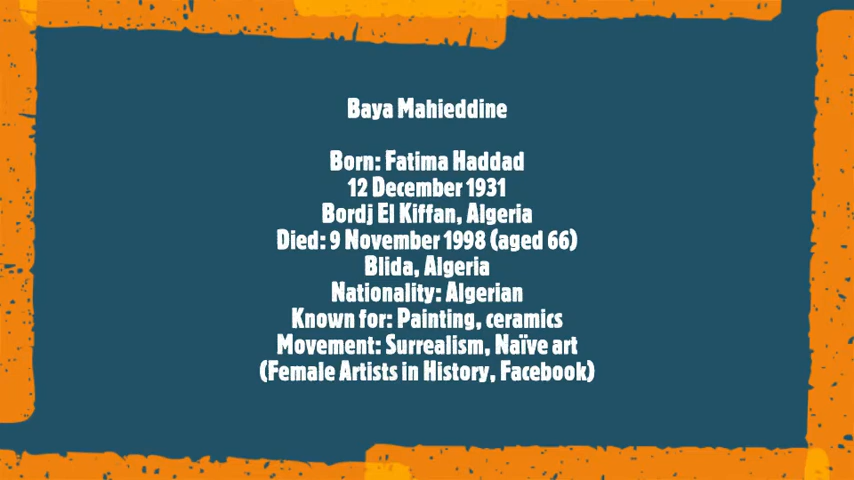 Baya Mahieddine
Born: Fatima Haddad
12 December 1931
Bordj El Kiffan, Algeria
Died: 9 November 1998 (aged 66)
Blida, Algeria
Nationality: Algerian
Known for: Painting, ceramics
Movement: Surrealism, Naïve art
(Female Artists in History, Facebook)